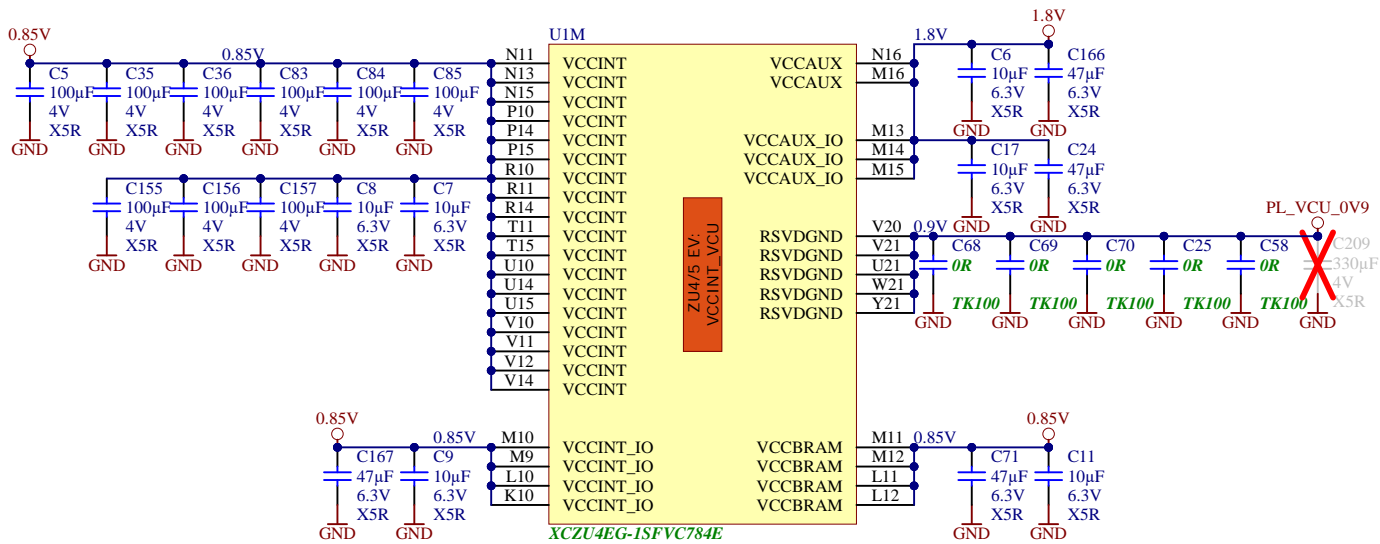 0.85V
0.85V
C5
100µF
4V
X5R
GND
C35
100µF
4V
X5R
GND
C36
100µF
4V
X5R
GND
C83
100µF
4V
X5R
GND
C84
100µF
4V
X5R
GND
C85
100µF
4V
X5R
GND
C155
100µF
4V
X5R
GND
C156
100µF
4V
X5R
GND
C157
100µF
4V
X5R
GND
C8
10µF
6.3V
X5R
GND
C7
10µF
6.3V
X5R
GND
0.85V
0.85V
C167
47µF
6.3V
X5R
GND
C9
10µF
6.3V
X5R
GND
U1M
N11 VCCINT
N13 VCCINT
N15 VCCINT
P10 VCCINT
P14 VCCINT
P15 VCCINT
R10 VCCINT
R11 VCCINT
R14 VCCINT
T11 VCCINT
T15 VCCINT
U10 VCCINT
U14 VCCINT
U15 VCCINT
V10 VCCINT
V11 VCCINT
V12 VCCINT
V14 VCCINT
M10 VCCINT_IO
M9 VCCINT_IO
L10 VCCINT_IO
K10 VCCINT_IO
ZU4/5 EV:
VCCINT_VCU
VCCAUX N16
VCCAUX M16
VCCAUX_IO M13
VCCAUX_IO M14
VCCAUX_IO M15
RSVDGND V20
RSVDGND V21
RSVDGND U21
RSVDGND W21
RSVDGND Y21
VCCBRAM M11
VCCBRAM M12
VCCBRAM L11
VCCBRAM L12
XCZU4EG-1SFVC784E
1.8V
1.8V
C6
10µF
6.3V
X5R
GND
C166
47µF
6.3V
X5R
GND
C17
10µF
6.3V
X5R
GND
C24
47µF
6.3V
X5R
GND
PL_VCU_0V9
0.9V
C68
0R
TK100
GND
C69
0R
TK100
GND
C70
0R
TK100
GND
C25
0R
TK100
GND
C58
0R
TK100
GND
C209
330µF
4V
X5R
GND
0.85V
0.85V
C71
47µF
6.3V
X5R
GND
C11
10µF
6.3V
X5R
GND